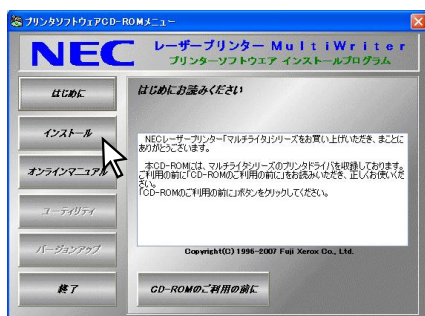 プリンタソフトウェアCD-ROMメニュー
NEC
レーザープリンター MultiWriter
プリンターソフトウエア インストールプログラム
はじめに
インストール
オンラインマニュアル
ユーティリティ
バージョンアップ
終了
はじめにお読みください
NECレーザープリンター「マルチライタ」シリーズをお買い上げいただき、まことに
ありがとうございます。
本CD-ROMには、マルチライタシリーズのプリンタドライバを収録しております。
ご利用の前に「CD-ROMのご利用の前に」をお読みいただき、正しくお使いくだ
さい。
「CD-ROMのご利用の前に」ボタンをクリックしてください。
Copyright(C) 1996-2007 Fuji Xerox Co., Ltd.
CD-ROMのご利用の前に